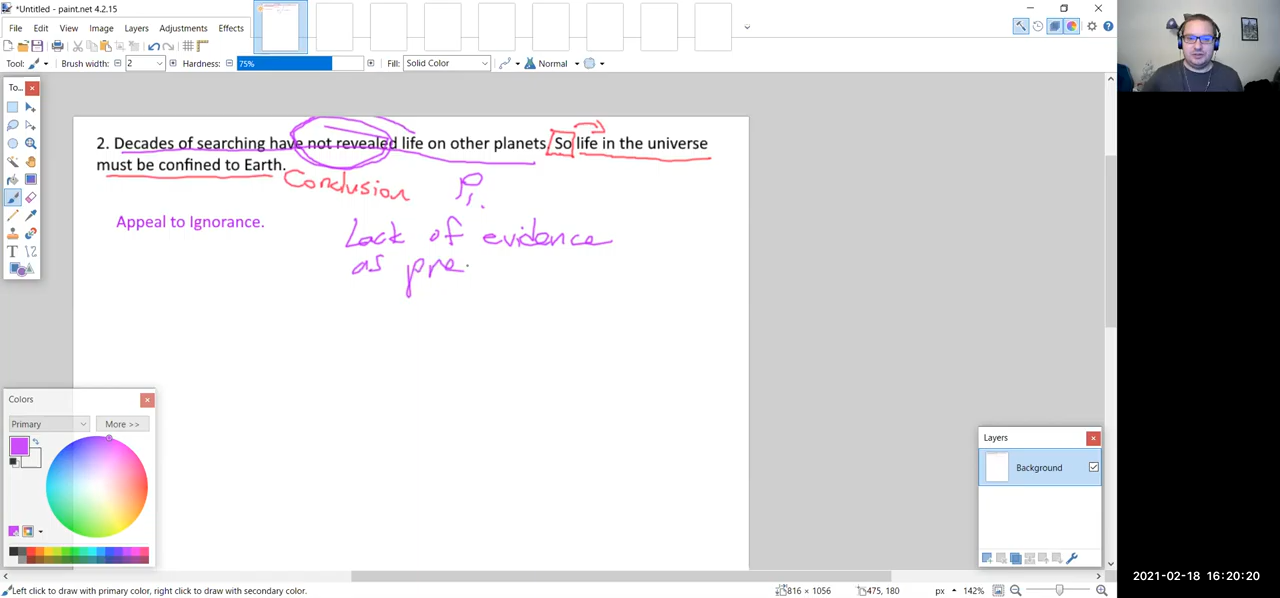 *Untitled - paint.net 4.2.15
File Edit View Image Layers Adjustments Effects
Tool: Brush width: 2 Hardness: 75% Fill: Solid Color Normal
To...
2. Decades of searching have not revealed life on other planets. So life in the universe
must be confined to Earth.
Conclusion P1.
Appeal to Ignorance.
Lack of evidence
as pre
Colors
Primary More >>
Layers
Background
2021-02-18 16:20:20
Left click to draw with primary color, right click to draw with secondary color.
816 x 1056 475, 180 px 142%